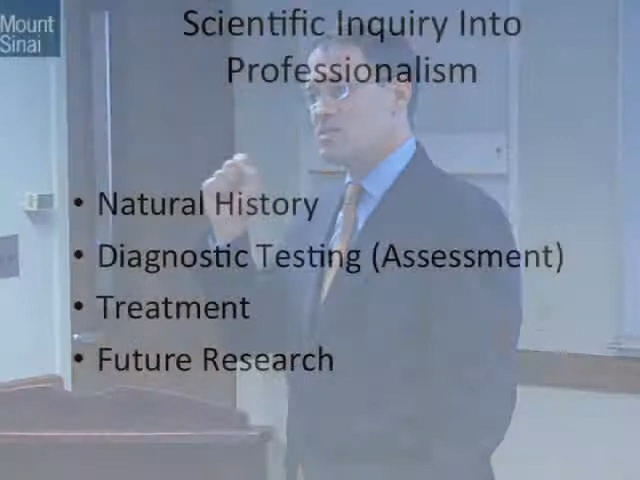 Mount
Sinai
Scientific Inquiry Into
Professionalism
• Natural History
• Diagnostic Testing (Assessment)
• Treatment
• Future Research